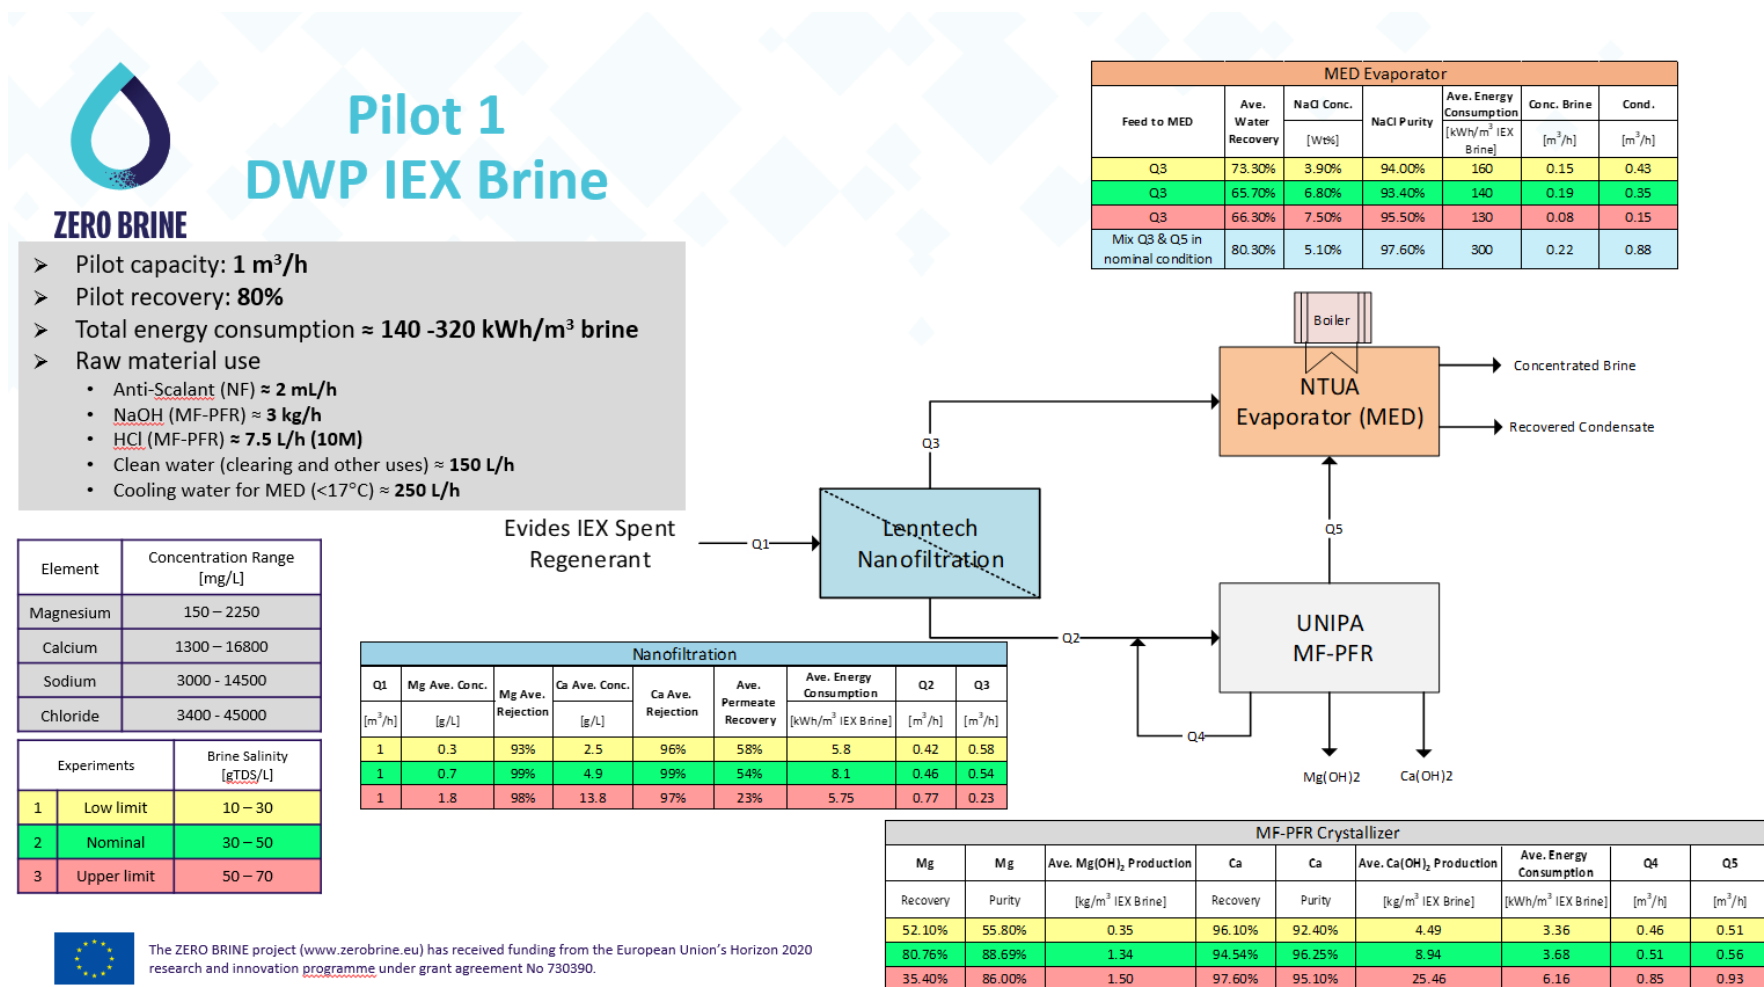 Pilot 1
DWP IEX Brine
ZERO BRINE
Pilot capacity: 1 m³/h
Pilot recovery: 80%
Total energy consumption ≈ 140 -320 kWh/m³ brine
Raw material use
Anti-Scalant (NF) ≈ 2 mL/h
NaOH (MF-PFR) ≈ 3 kg/h
HCl (MF-PFR) ≈ 7.5 L/h (10M)
Clean water (clearing and other uses) ≈ 150 L/h
Cooling water for MED (<17°C) ≈ 250 L/h
MED Evaporator
Feed to MED | Ave. Water Recovery | NaCl Conc. | NaCl Purity | Ave. Energy Consumption | Conc. Brine | Cond.
[Wt%] | [kWh/m³ IEX Brine] | [m³/h] | [m³/h]
Q3 73.30% 3.90% 94.00% 160 0.15 0.43
Q3 65.70% 6.80% 93.40% 140 0.19 0.35
Q3 66.30% 7.50% 95.50% 130 0.08 0.15
Mix Q3 & Q5 in nominal condition 80.30% 5.10% 97.60% 300 0.22 0.88
Boiler
NTUA
Evaporator (MED)
Concentrated Brine
Recovered Condensate
Q3
Evides IEX Spent
Regenerant
Q1
Lenntech
Nanofiltration
Q5
Q2
UNIPA
MF-PFR
Q4
Mg(OH)2
Ca(OH)2
Element | Concentration Range [mg/L]
Magnesium 150 – 2250
Calcium 1300 – 16800
Sodium 3000 - 14500
Chloride 3400 - 45000
Experiments | Brine Salinity [gTDS/L]
1 Low limit 10 – 30
2 Nominal 30 – 50
3 Upper limit 50 – 70
Nanofiltration
Q1 | Mg Ave. Conc. | Mg Ave. Rejection | Ca Ave. Conc. | Ca Ave. Rejection | Ave. Permeate Recovery | Ave. Energy Consumption | Q2 | Q3
[m³/h] | [g/L] | [g/L] | [kWh/m³ IEX Brine] | [m³/h] | [m³/h]
1 0.3 93% 2.5 96% 58% 5.8 0.42 0.58
1 0.7 99% 4.9 99% 54% 8.1 0.46 0.54
1 1.8 98% 13.8 97% 23% 5.75 0.77 0.23
MF-PFR Crystallizer
Mg | Mg | Ave. Mg(OH)₂ Production | Ca | Ca | Ave. Ca(OH)₂ Production | Ave. Energy Consumption | Q4 | Q5
Recovery | Purity | [kg/m³ IEX Brine] | Recovery | Purity | [kg/m³ IEX Brine] | [kWh/m³ IEX Brine] | [m³/h] | [m³/h]
52.10% 55.80% 0.35 96.10% 92.40% 4.49 3.36 0.46 0.51
80.76% 88.69% 1.34 94.54% 96.25% 8.94 3.68 0.51 0.56
35.40% 86.00% 1.50 97.60% 95.10% 25.46 6.16 0.85 0.93
The ZERO BRINE project (www.zerobrine.eu) has received funding from the European Union's Horizon 2020
research and innovation programme under grant agreement No 730390.